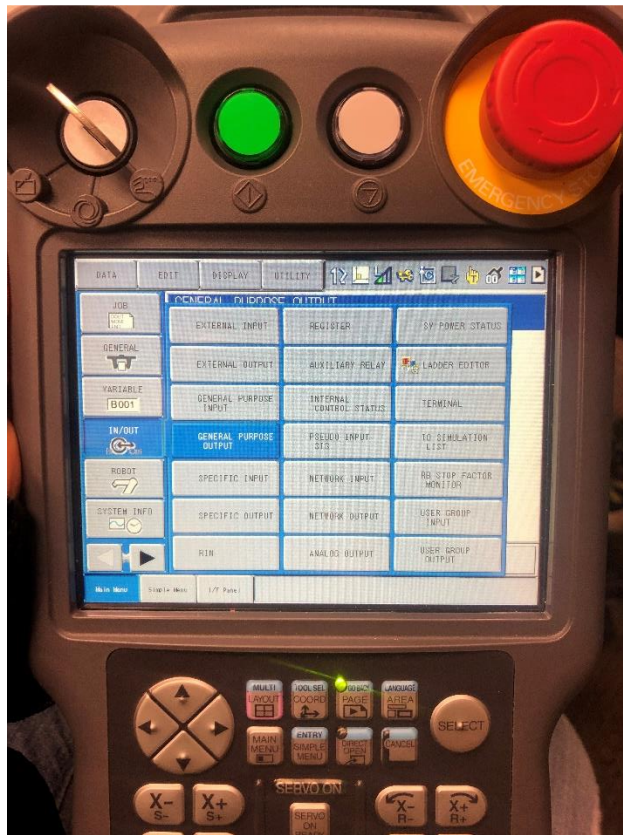 EMERGENCY STOP
DATA EDIT DISPLAY UTILITY
JOB
GENERAL PURPOSE OUTPUT
EXTERNAL INPUT REGISTER SV POWER STATUS
GENERAL
EXTERNAL OUTPUT AUXILIARY RELAY LADDER EDITOR
VARIABLE
B001
GENERAL PURPOSE
INPUT
INTERNAL
CONTROL STATUS
TERMINAL
IN/OUT
GENERAL PURPOSE
OUTPUT
PSEUDO INPUT
SIG
TO SIMULATION
LIST
ROBOT
SPECIFIC INPUT NETWORK INPUT
RB STOP FACTOR
MONITOR
SYSTEM INFO
SPECIFIC OUTPUT NETWORK OUTPUT
USER GROUP
INPUT
RIN ANALOG OUTPUT
USER GROUP
OUTPUT
Main Menu Simple Menu
MULTI
LAYOUT
TOOL SEL
COORD
GO BACK
PAGE
LANGUAGE
AREA
SELECT
MAIN
MENU
ENTRY
SIMPLE
MENU
DIRECT
OPEN
CANCEL
SERVO ON
X-
S-
X+
S+
SERVO
ON
READY
X-
R-
X+
R+